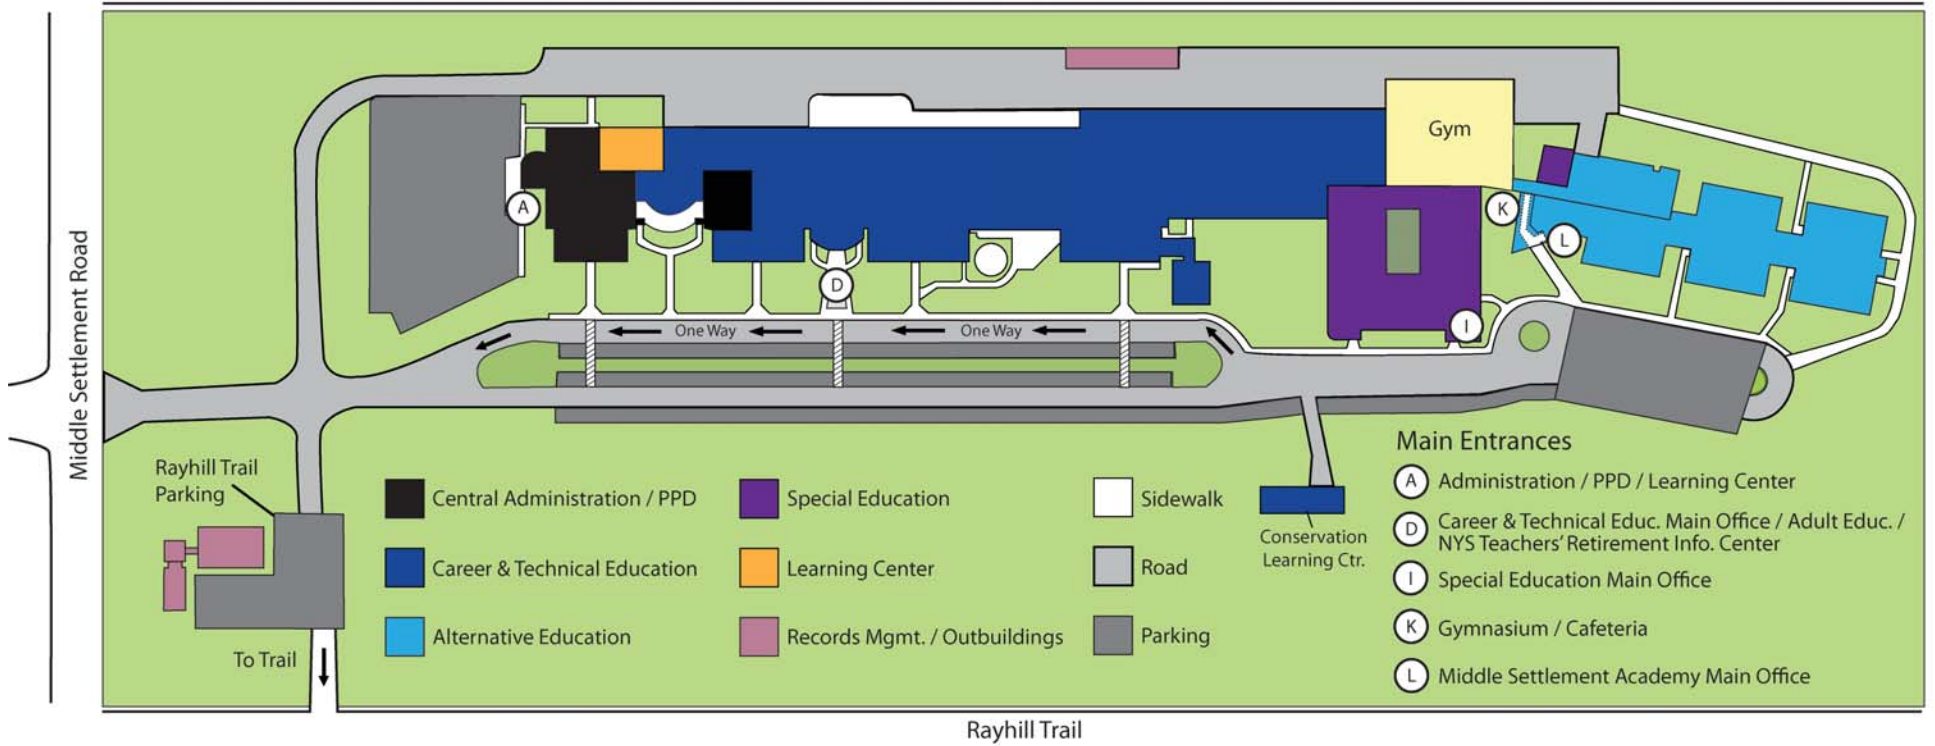 Middle Settlement Road
Gym
A
K
L
D
I
One Way
One Way
Rayhill Trail
Parking
To Trail
Central Administration / PPD
Career & Technical Education
Alternative Education
Special Education
Learning Center
Records Mgmt. / Outbuildings
Sidewalk
Road
Parking
Conservation
Learning Ctr.
Main Entrances
A Administration / PPD / Learning Center
D Career & Technical Educ. Main Office / Adult Educ. /
NYS Teachers' Retirement Info. Center
I Special Education Main Office
K Gymnasium / Cafeteria
L Middle Settlement Academy Main Office
Rayhill Trail